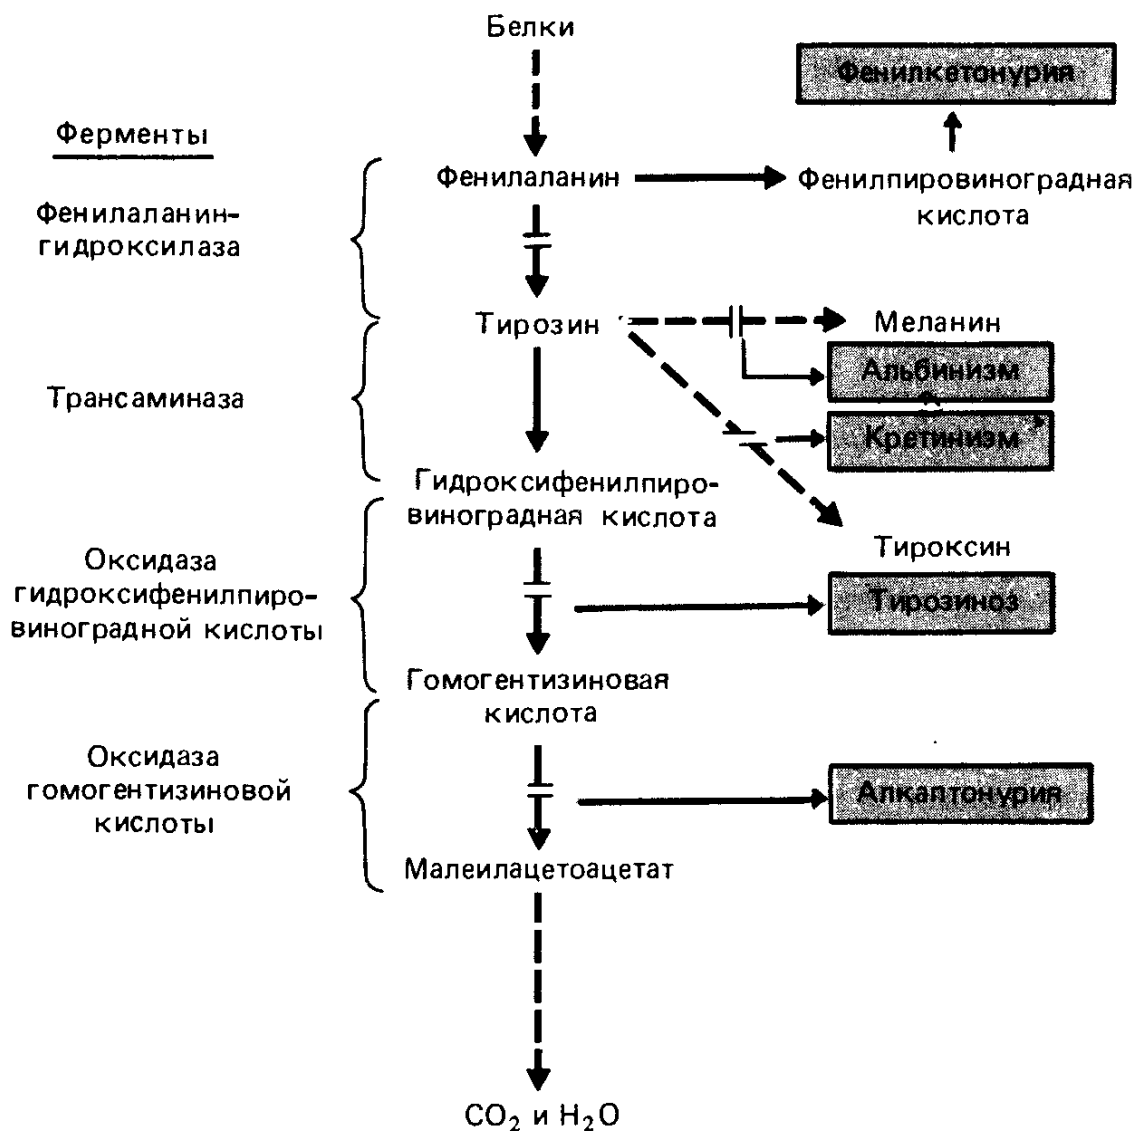 Белки
Фенилкетонурия
Ферменты
Фенилаланин
Фенилпировиноградная
кислота
Фенилаланин-
гидроксилаза
Тирозин
Меланин
Альбинизм
Трансаминаза
Кретинизм
Гидроксифенилпиро-
виноградная кислота
Тироксин
Оксидаза
гидроксифенилпиро-
виноградной кислоты
Тирозиноз
Гомогентизиновая
кислота
Оксидаза
гомогентизиновой
кислоты
Алкаптонурия
Малеилацетоацетат
CO₂ и H₂O